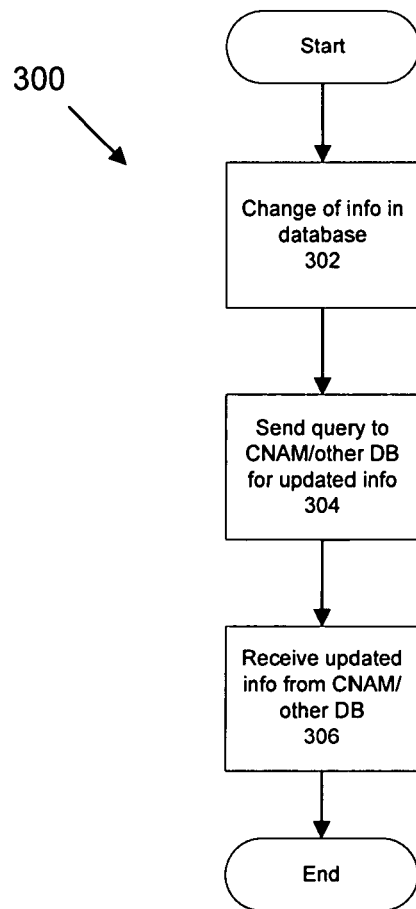 Start
300
Change of info in
database
302
Send query to
CNAM/other DB
for updated info
304
Receive updated
info from CNAM/
other DB
306
End